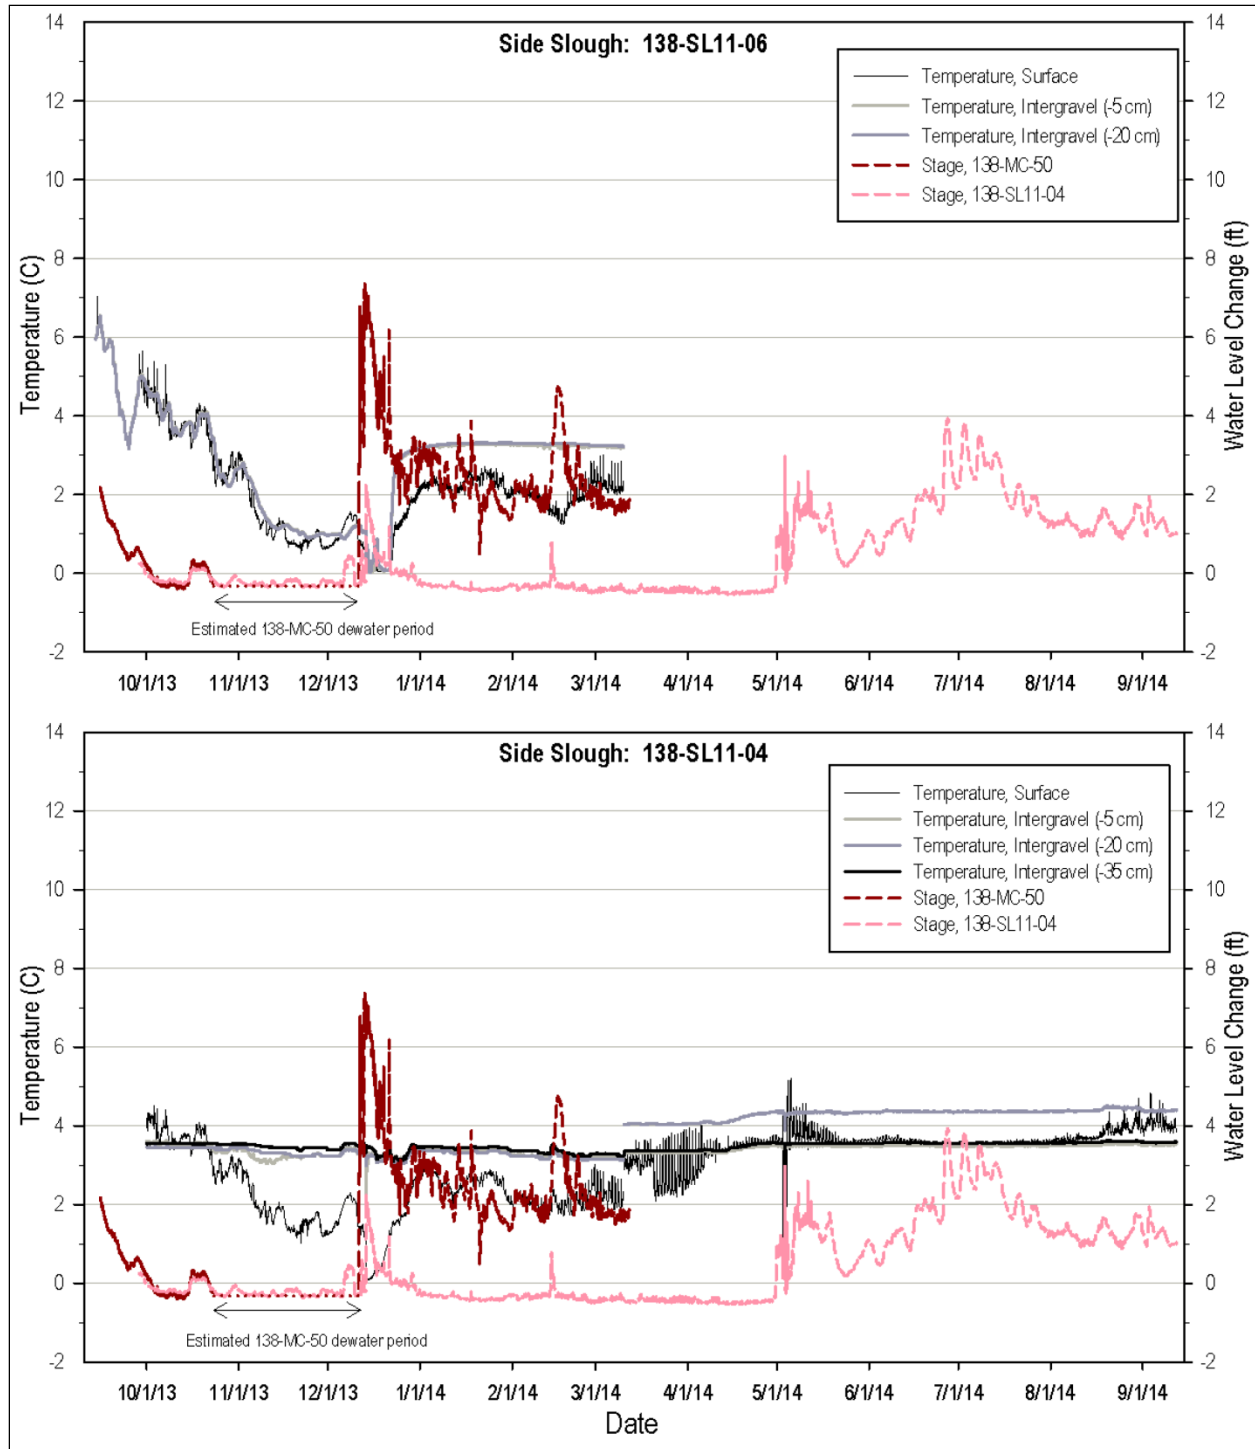 Side Slough: 138-SL11-06
Temperature, Surface
Temperature, Intergravel (-5 cm)
Temperature, Intergravel (-20 cm)
Stage, 138-MC-50
Stage, 138-SL11-04
14
12
10
8
6
4
2
0
-2
Temperature (C)
14
12
10
8
6
4
2
0
-2
Water Level Change (ft)
Estimated 138-MC-50 dewater period
10/1/13 11/1/13 12/1/13 1/1/14 2/1/14 3/1/14 4/1/14 5/1/14 6/1/14 7/1/14 8/1/14 9/1/14
Side Slough: 138-SL11-04
Temperature, Surface
Temperature, Intergravel (-5 cm)
Temperature, Intergravel (-20 cm)
Temperature, Intergravel (-35 cm)
Stage, 138-MC-50
Stage, 138-SL11-04
14
12
10
8
6
4
2
0
-2
Temperature (C)
14
12
10
8
6
4
2
0
-2
Water Level Change (ft)
Estimated 138-MC-50 dewater period
10/1/13 11/1/13 12/1/13 1/1/14 2/1/14 3/1/14 4/1/14 5/1/14 6/1/14 7/1/14 8/1/14 9/1/14
Date